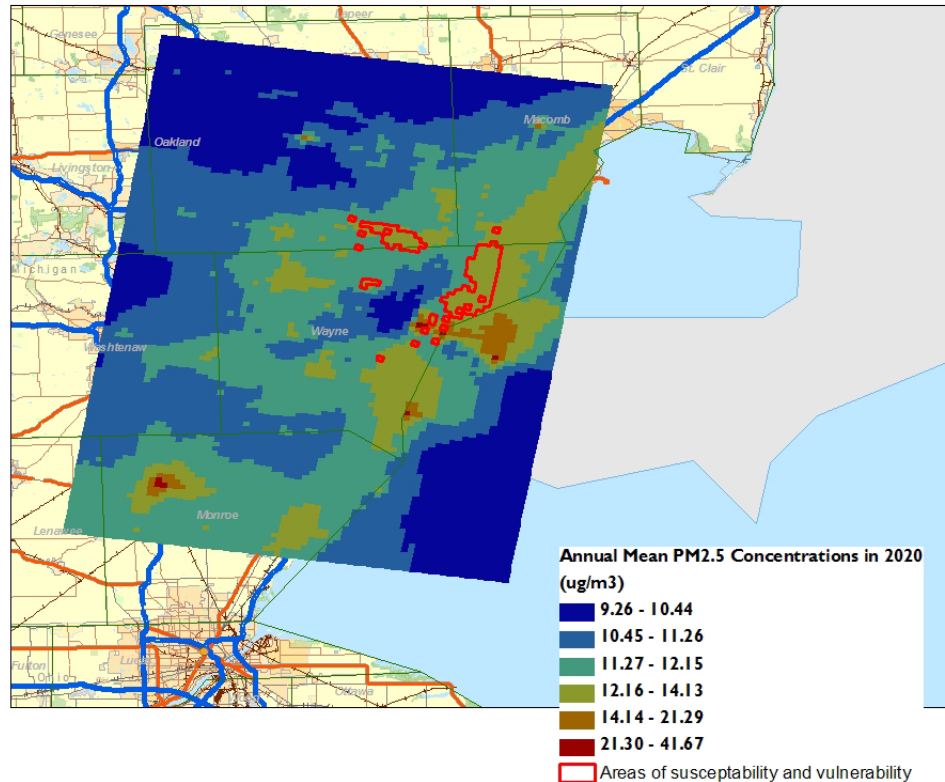 Lapeer
Genesee
St. Clair
Macomb
Oakland
Livingston
Michigan
Wayne
Washtenaw
Monroe
Lenawee
Lucas
Fulton
Ohio
Ottawa
Annual Mean PM2.5 Concentrations in 2020
(ug/m3)
9.26 - 10.44
10.45 - 11.26
11.27 - 12.15
12.16 - 14.13
14.14 - 21.29
21.30 - 41.67
Areas of susceptability and vulnerability